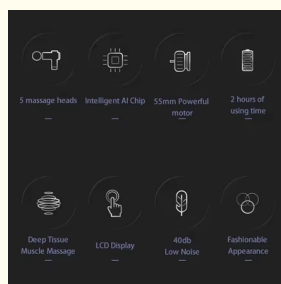 5 massage heads
Intelligent AI Chip
55mm Powerful
motor
2 hours of
using time
Deep Tissue
Muscle Massage
LCD Display
40db
Low Noise
Fashionable
Appearance